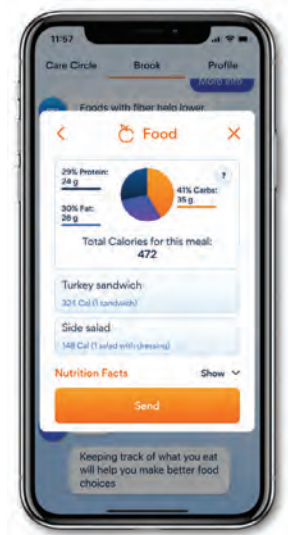 11:57
Care Circle
Brook
Profile
More info
Foods with fiber help lower
Food
29% Protein:
24 g
?
41% Carbs:
35 g
30% Fat:
26 g
Total Calories for this meal:
472
Turkey sandwich
324 Cal (1 sandwich)
Side salad
148 Cal (1 salad with dressing)
Nutrition Facts
Show
Send
Keeping track of what you eat
will help you make better food
choices